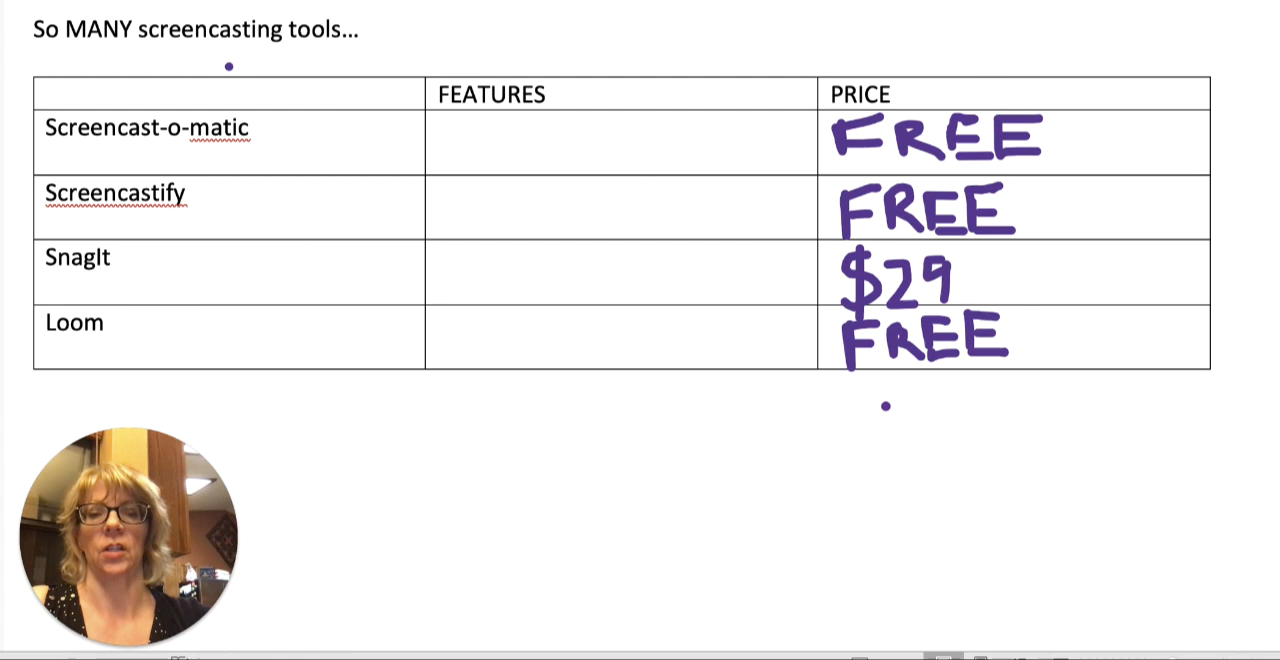 So MANY screencasting tools...
FEATURES PRICE
Screencast-o-matic FREE
Screencastify FREE
SnagIt $29
Loom FREE